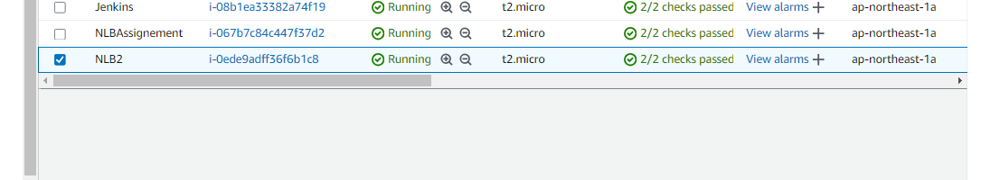 Jenkins i-08b1ea33382a74f19 Running t2.micro 2/2 checks passed View alarms + ap-northeast-1a
NLBAssignement i-067b7c84c447f37d2 Running t2.micro 2/2 checks passed View alarms + ap-northeast-1a
NLB2 i-0ede9adff36f6b1c8 Running t2.micro 2/2 checks passed View alarms + ap-northeast-1a